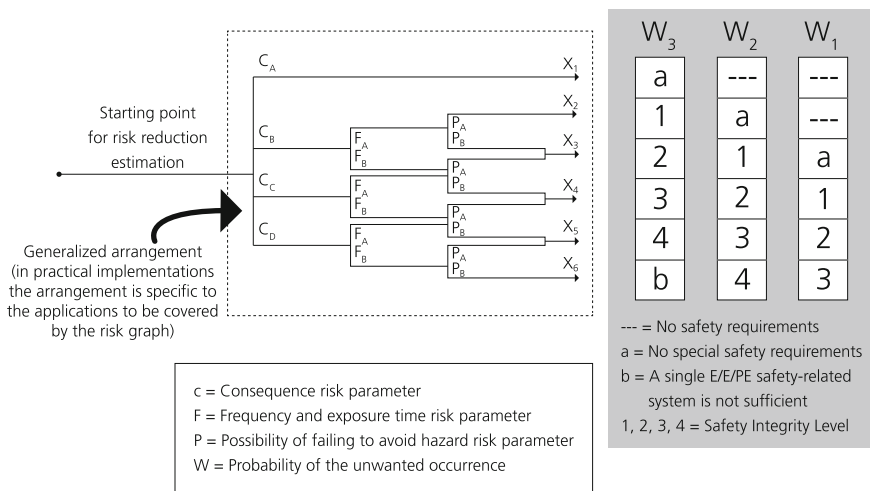 Starting point
for risk reduction
estimation
Generalized arrangement
(in practical implementations
the arrangement is specific to
the applications to be covered
by the risk graph)
C_A
C_B
C_C
C_D
F_A
F_B
F_A
F_B
F_A
F_B
P_A
P_B
P_A
P_B
P_A
P_B
P_A
P_B
X_1
X_2
X_3
X_4
X_5
X_6
W_3 W_2 W_1
a --- ---
1 a ---
2 1 a
3 2 1
4 3 2
b 4 3
--- = No safety requirements
a = No special safety requirements
b = A single E/E/PE safety-related
system is not sufficient
1, 2, 3, 4 = Safety Integrity Level
c = Consequence risk parameter
F = Frequency and exposure time risk parameter
P = Possibility of failing to avoid hazard risk parameter
W = Probability of the unwanted occurrence